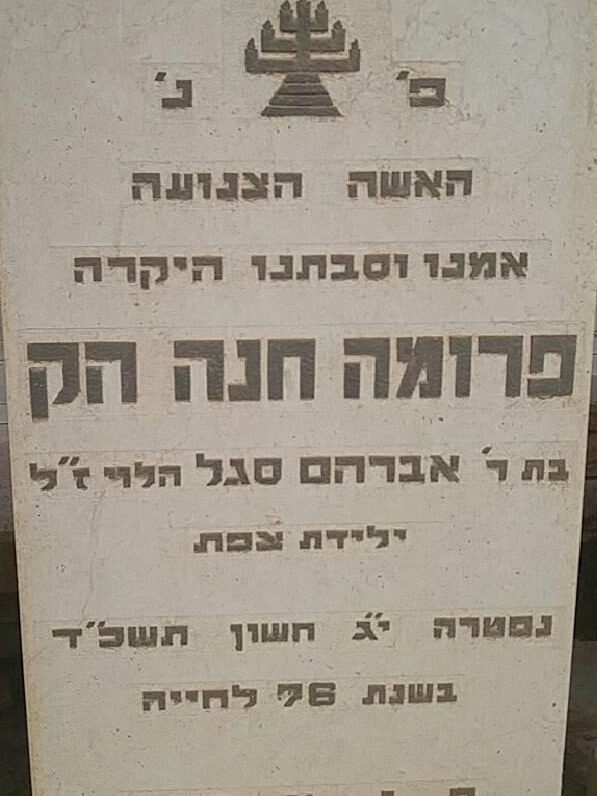 פ׳ נ׳
האשה הצנועה
אמנו וסבתנו היקרה
פרומה חנה הק
בת ר׳ אברהם סגל הלוי ז״ל
ילידת צפת
נפטרה י״ג חשון תשכ״ד
בשנת 76 לחייה